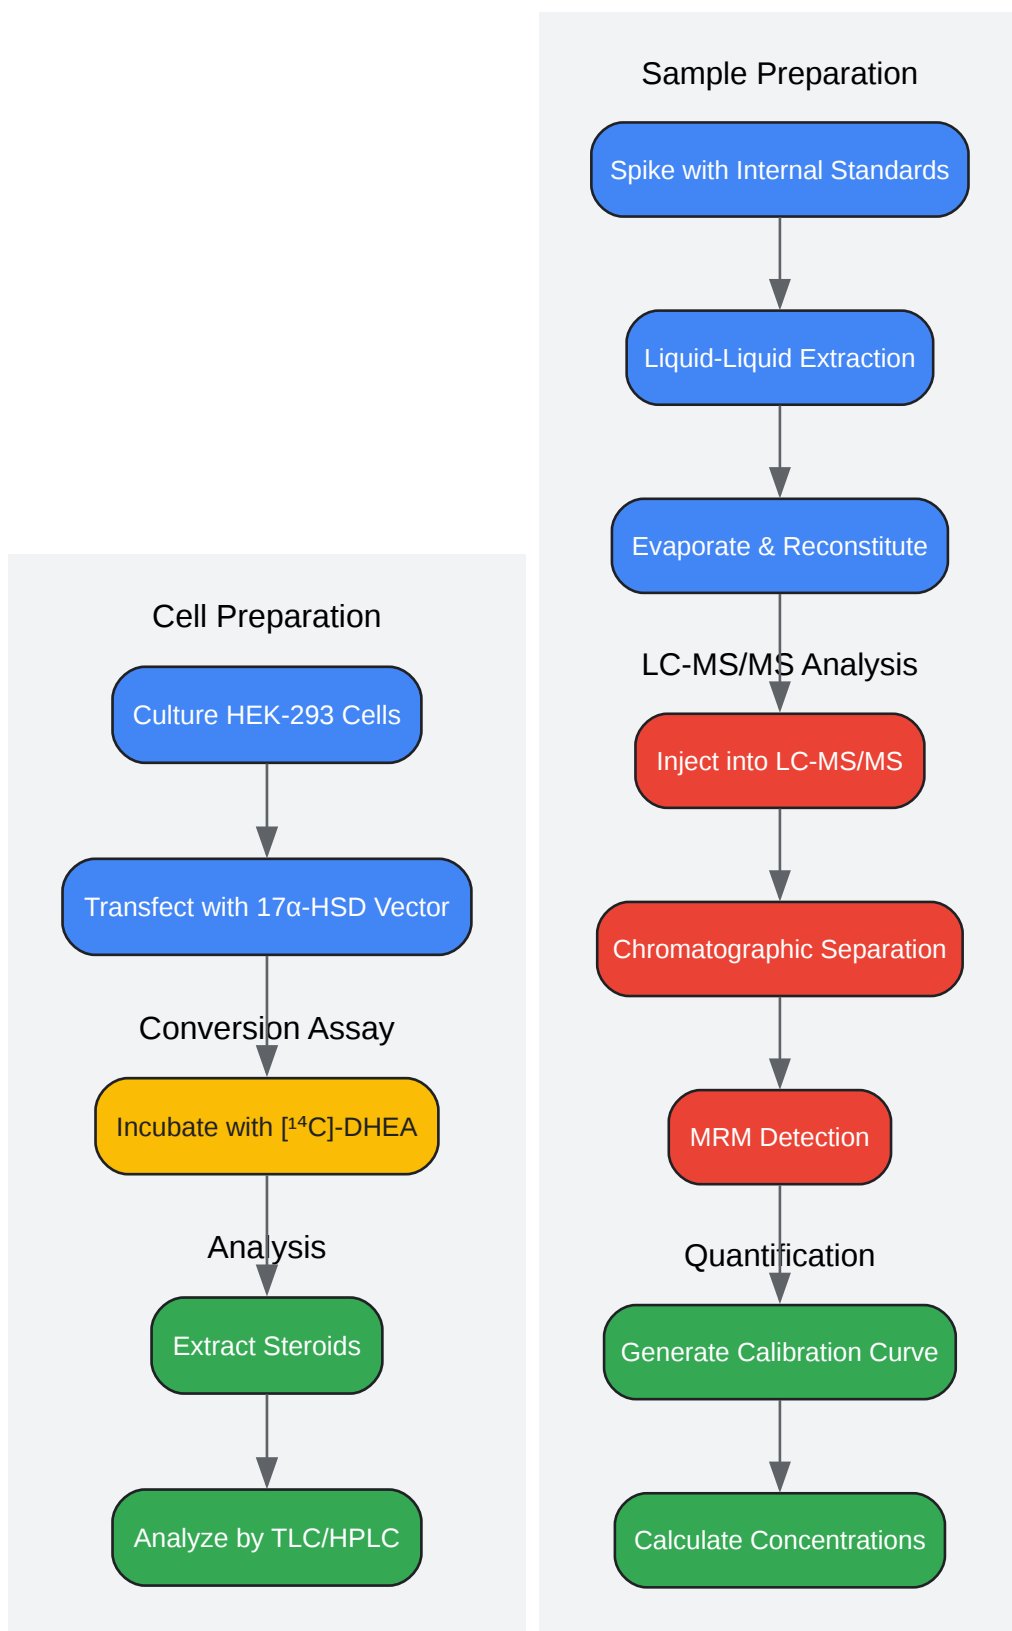 Cell Preparation
Culture HEK-293 Cells
Transfect with 17α-HSD Vector
Conversion Assay
Incubate with [¹⁴C]-DHEA
Analysis
Extract Steroids
Analyze by TLC/HPLC
Sample Preparation
Spike with Internal Standards
Liquid-Liquid Extraction
Evaporate & Reconstitute
LC-MS/MS Analysis
Inject into LC-MS/MS
Chromatographic Separation
MRM Detection
Quantification
Generate Calibration Curve
Calculate Concentrations